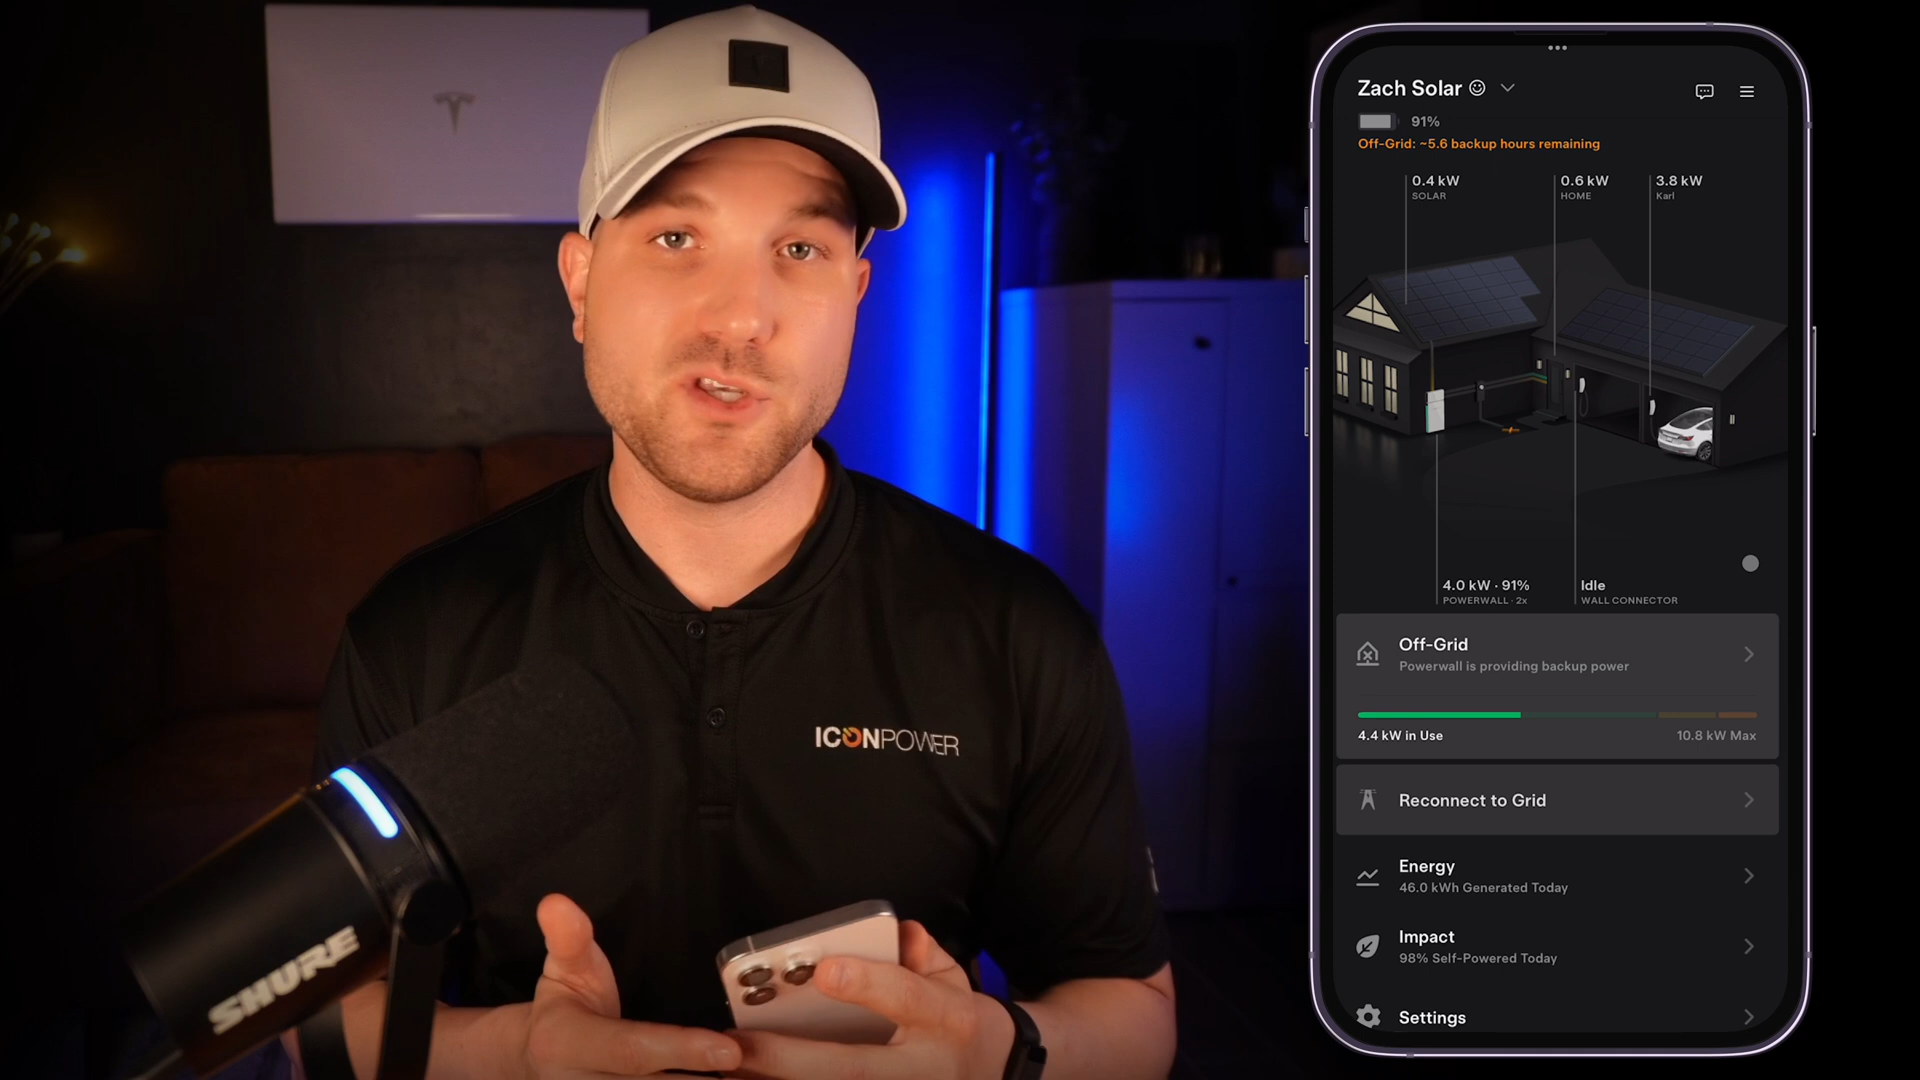 SHURE
ICONPOWER
Zach Solar
91%
Off-Grid: ~5.6 backup hours remaining
0.4 kW
SOLAR
0.6 kW
HOME
3.8 kW
Karl
4.0 kW · 91%
POWERWALL · 2x
Idle
WALL CONNECTOR
Off-Grid
Powerwall is providing backup power
4.4 kW in Use
10.8 kW Max
Reconnect to Grid
Energy
46.0 kWh Generated Today
Impact
98% Self-Powered Today
Settings